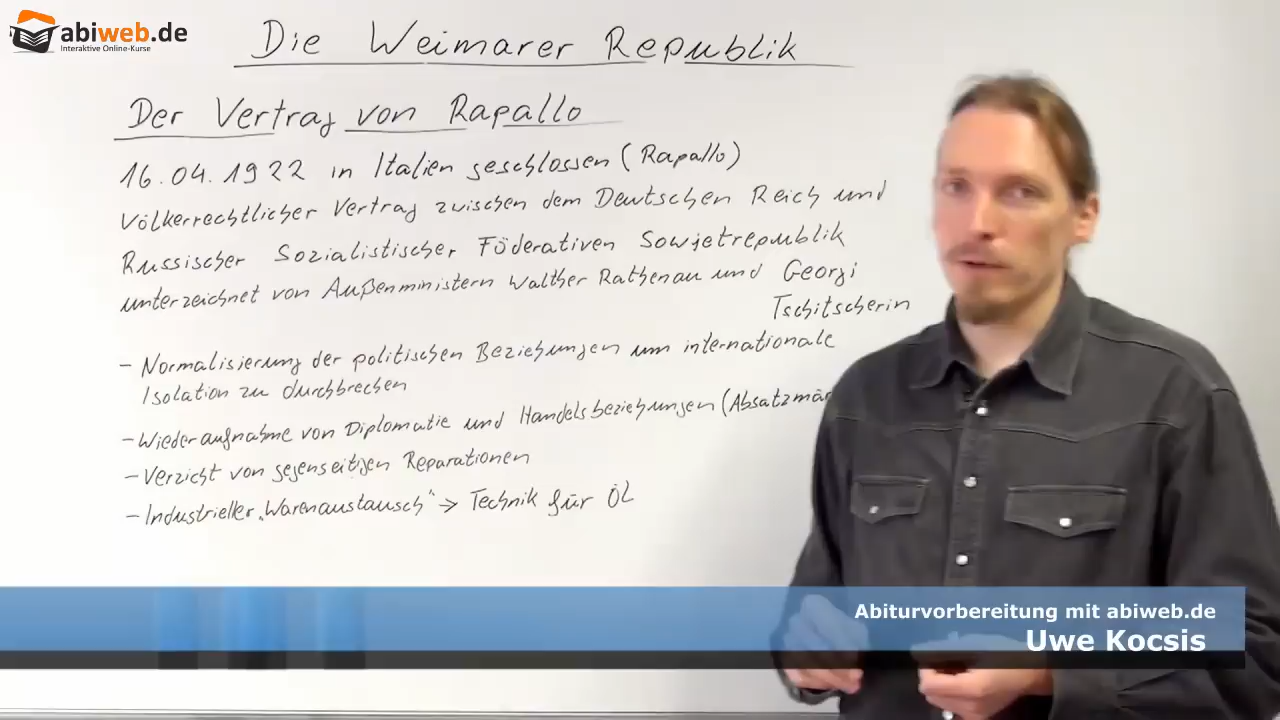 abiweb.de
Interaktive Online-Kurse
Die Weimarer Republik
Der Vertrag von Rapallo
16.04.1922 in Italien geschlossen (Rapallo)
Völkerrechtlicher Vertrag zwischen dem Deutschen Reich und
Russischer Sozialistischer Föderativen Sowjetrepublik
unterzeichnet von Außenministern Walther Rathenau und Georgi
Tschitscherin
- Normalisierung der politischen Beziehungen um internationale
Isolation zu durchbrechen
- Wiederaufnahme von Diplomatie und Handelsbeziehungen (Absatzmär
- Verzicht von gegenseitigen Reparationen
- Industrieller „Warenaustausch" → Technik für Öl
Abiturvorbereitung mit abiweb.de
Uwe Kocsis